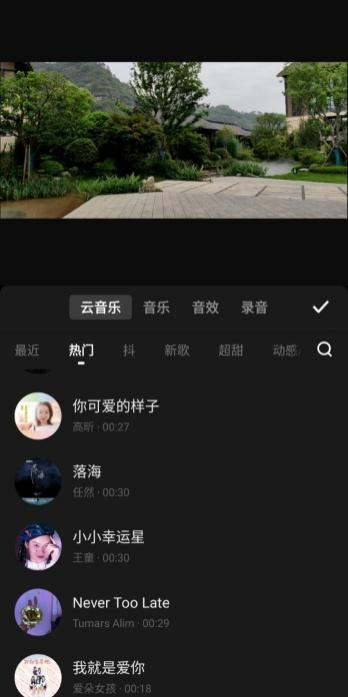 云音乐 音乐 音效 录音
最近 热门 抖 新歌 超甜 动感
你可爱的样子
高昕 · 00:27
落海
任然 · 00:30
小小幸运星
王童 · 00:30
Never Too Late
Tumars Alim · 00:29
我就是爱你
爱朵女孩 · 00:18